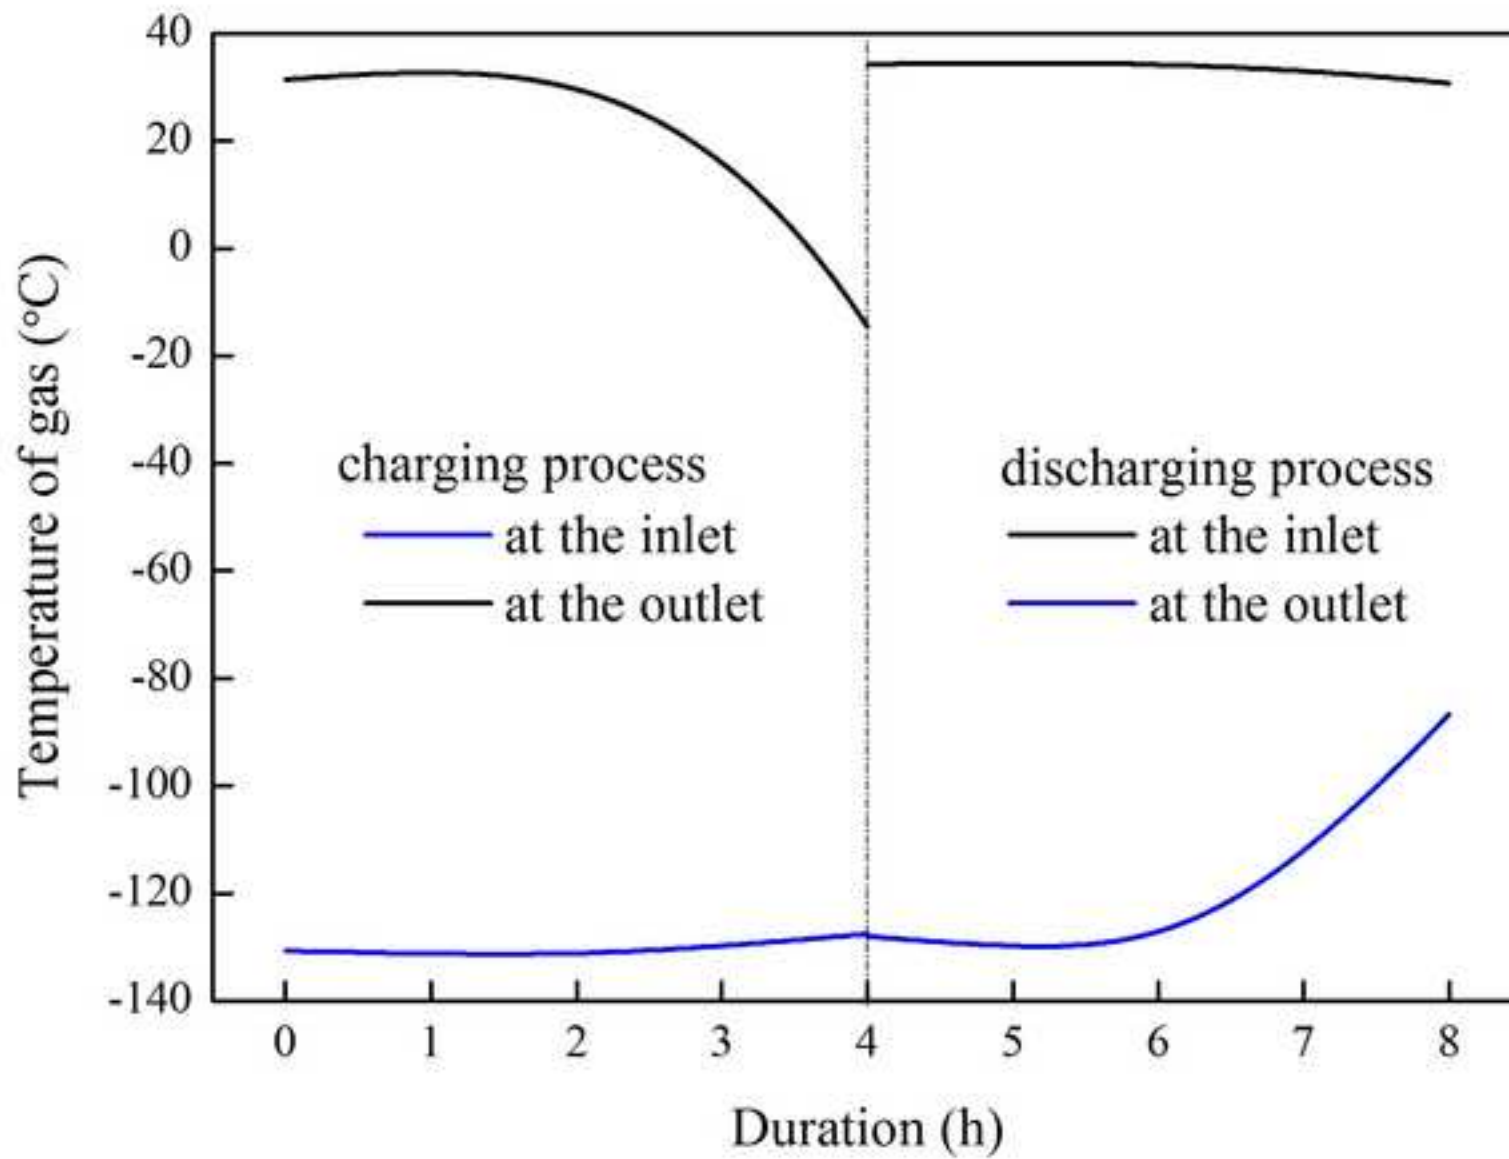 40
20
0
-20
-40
-60
-80
-100
-120
-140
Temperature of gas (°C)
charging process
at the inlet
at the outlet
discharging process
at the inlet
at the outlet
0 1 2 3 4 5 6 7 8
Duration (h)